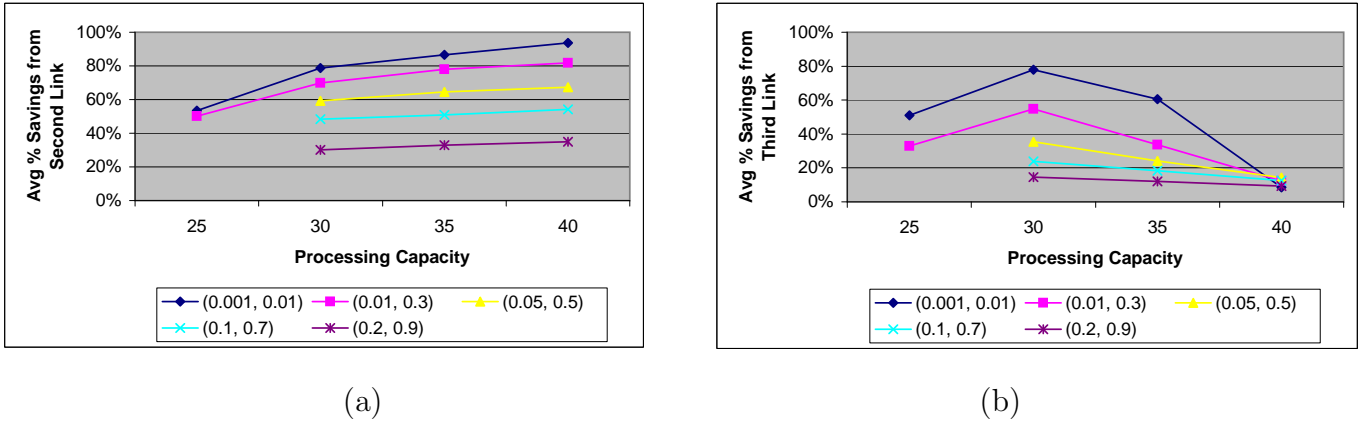 Avg % Savings from
Second Link
100%
80%
60%
40%
20%
0%
25 30 35 40
Processing Capacity
(0.001, 0.01) (0.01, 0.3) (0.05, 0.5)
(0.1, 0.7) (0.2, 0.9)
(a)
Avg % Savings from
Third Link
100%
80%
60%
40%
20%
0%
25 30 35 40
Processing Capacity
(0.001, 0.01) (0.01, 0.3) (0.05, 0.5)
(0.1, 0.7) (0.2, 0.9)
(b)